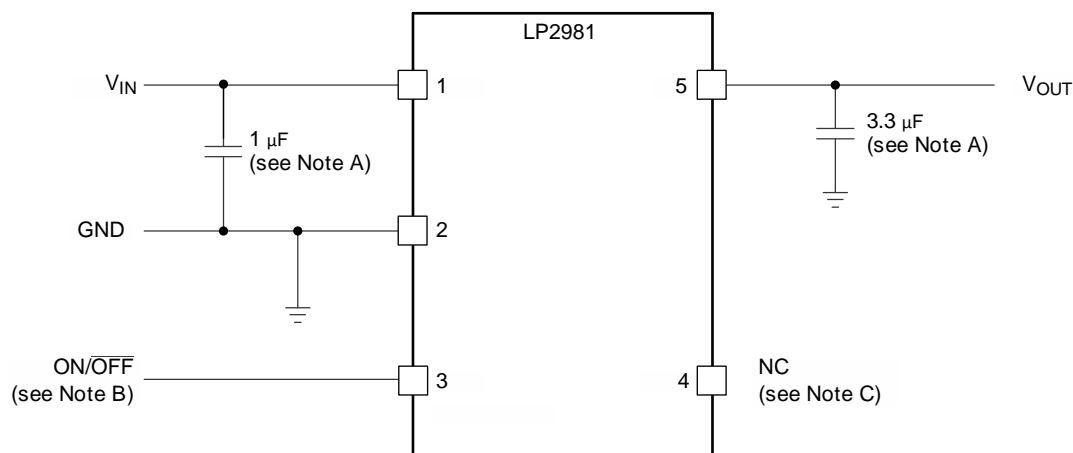 LP2981
V_IN
1
5
V_OUT
1 μF
(see Note A)
3.3 μF
(see Note A)
GND
2
ON/O̅F̅F̅
(see Note B)
3
4
NC
(see Note C)